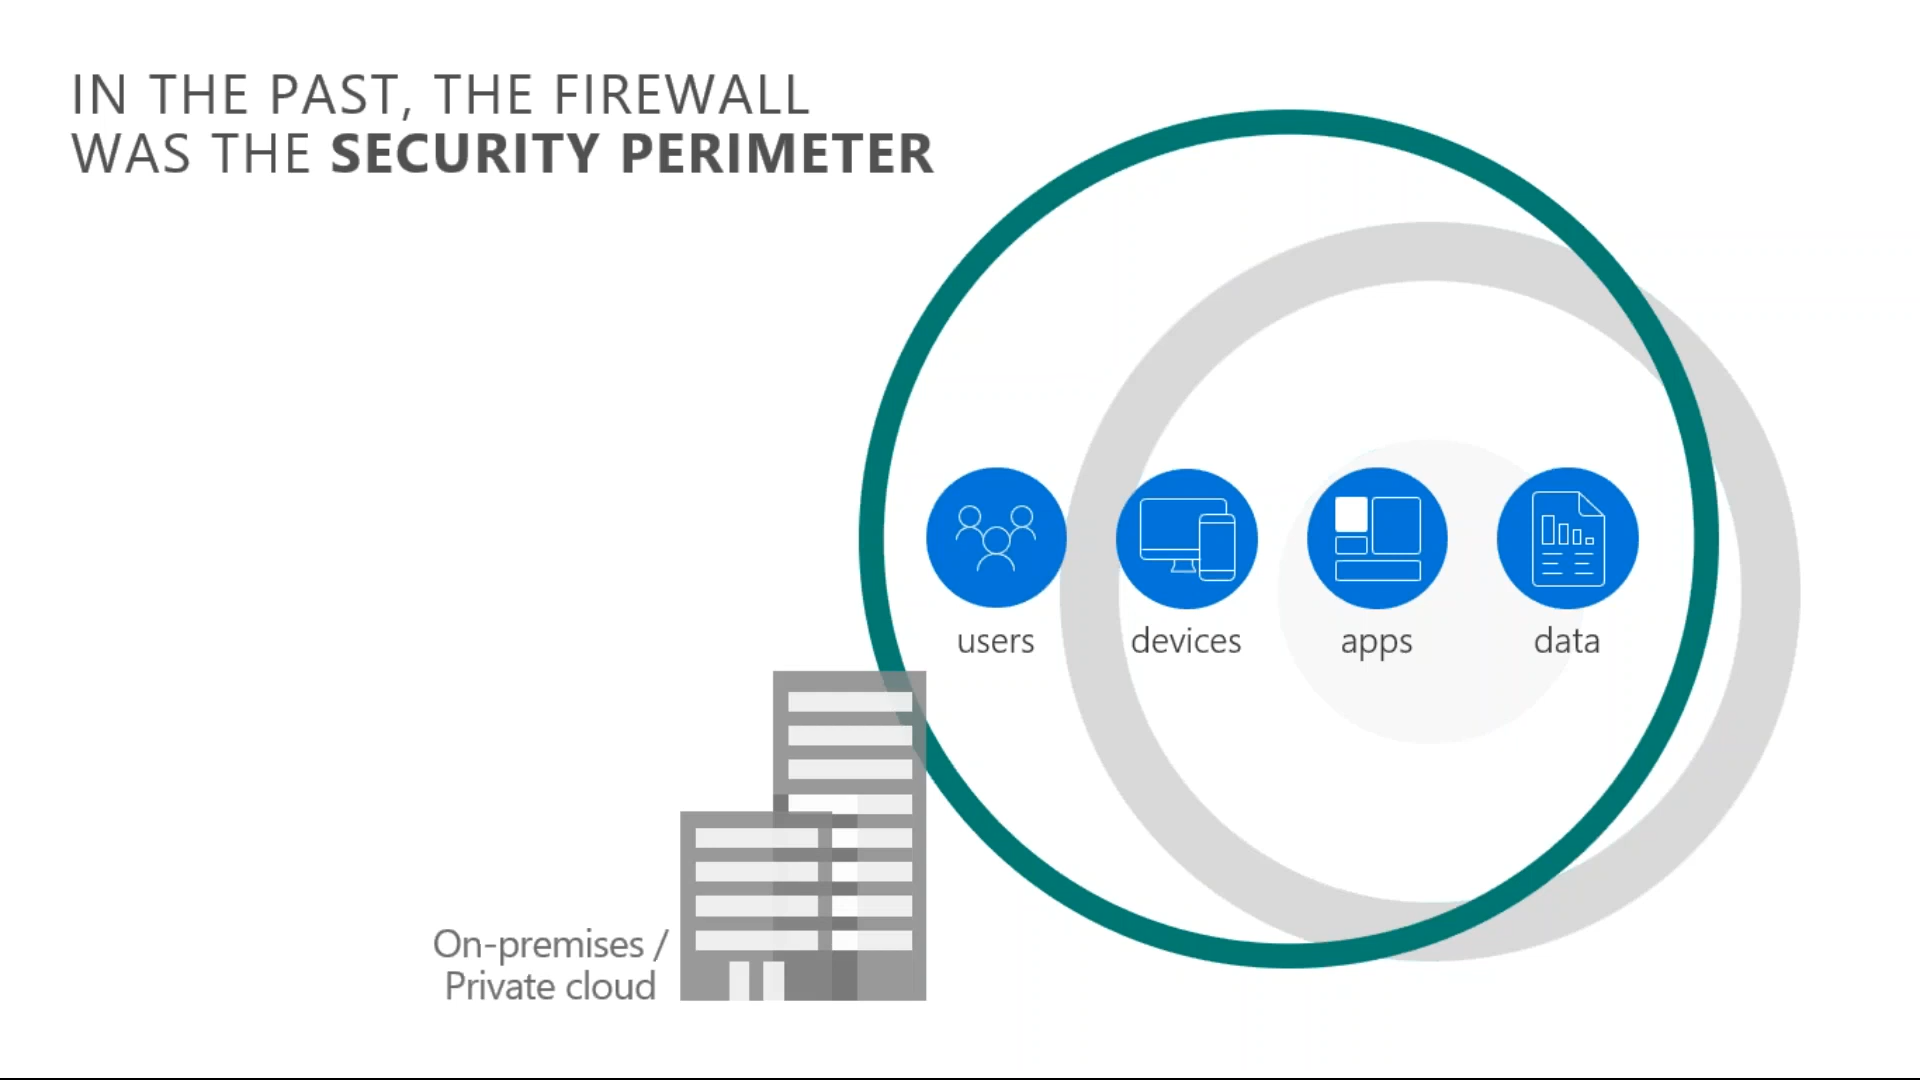 IN THE PAST, THE FIREWALL
WAS THE SECURITY PERIMETER
users
devices
apps
data
On-premises /
Private cloud